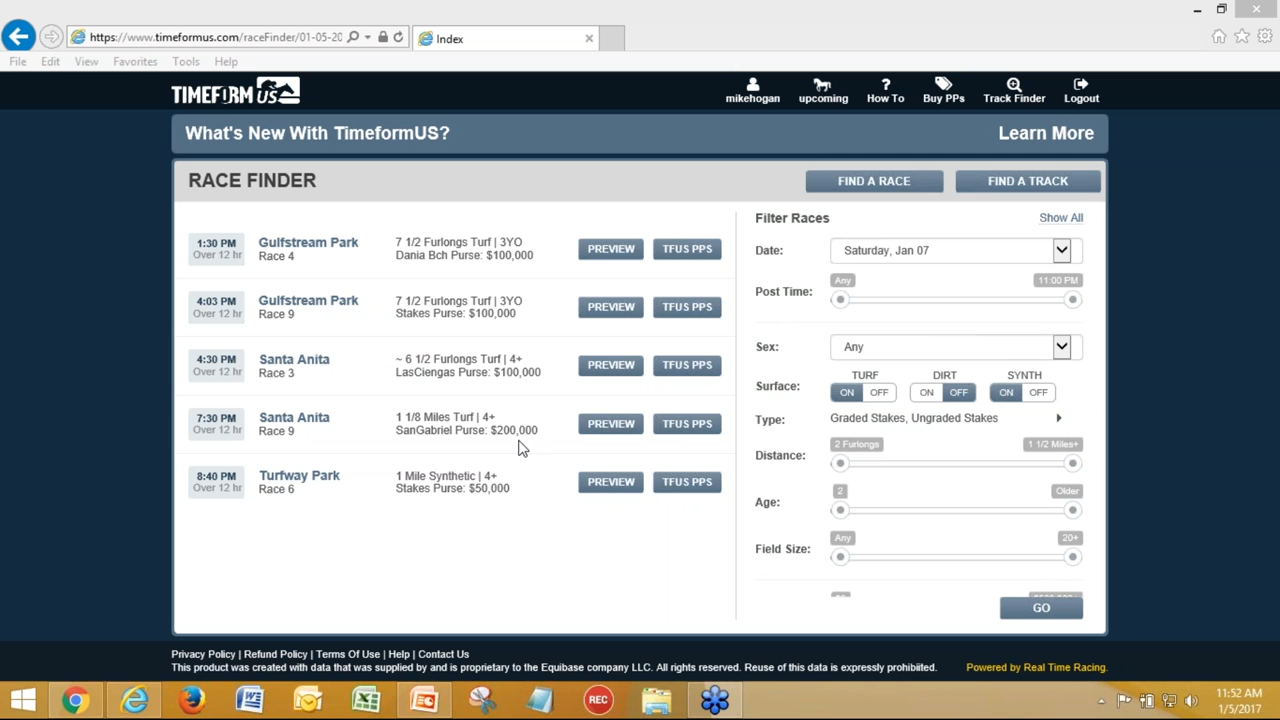 https://www.timeformus.com/raceFinder/01-05-20
Index
File Edit View Favorites Tools Help
TIMEFORM US
mikehogan upcoming How To Buy PPs Track Finder Logout
What's New With TimeformUS? Learn More
RACE FINDER FIND A RACE FIND A TRACK
1:30 PM
Over 12 hr
Gulfstream Park
Race 4
7 1/2 Furlongs Turf | 3YO
Dania Bch Purse: $100,000
PREVIEW TFUS PPS
4:03 PM
Over 12 hr
Gulfstream Park
Race 9
7 1/2 Furlongs Turf | 3YO
Stakes Purse: $100,000
PREVIEW TFUS PPS
4:30 PM
Over 12 hr
Santa Anita
Race 3
~ 6 1/2 Furlongs Turf | 4+
LasCiengas Purse: $100,000
PREVIEW TFUS PPS
7:30 PM
Over 12 hr
Santa Anita
Race 9
1 1/8 Miles Turf | 4+
SanGabriel Purse: $200,000
PREVIEW TFUS PPS
8:40 PM
Over 12 hr
Turfway Park
Race 6
1 Mile Synthetic | 4+
Stakes Purse: $50,000
PREVIEW TFUS PPS
Filter Races Show All
Date: Saturday, Jan 07
Any 11:00 PM
Post Time:
Sex: Any
TURF DIRT SYNTH
Surface: ON OFF ON OFF ON OFF
Type: Graded Stakes, Ungraded Stakes
2 Furlongs 1 1/2 Miles+
Distance:
2 Older
Age:
Any 20+
Field Size:
GO
Privacy Policy | Refund Policy | Terms Of Use | Help | Contact Us
This product was created with data that was supplied by and is proprietary to the Equibase company LLC. All rights reserved. Reuse of this data is expressly prohibiited. Powered by Real Time Racing.
REC
11:52 AM
1/5/2017